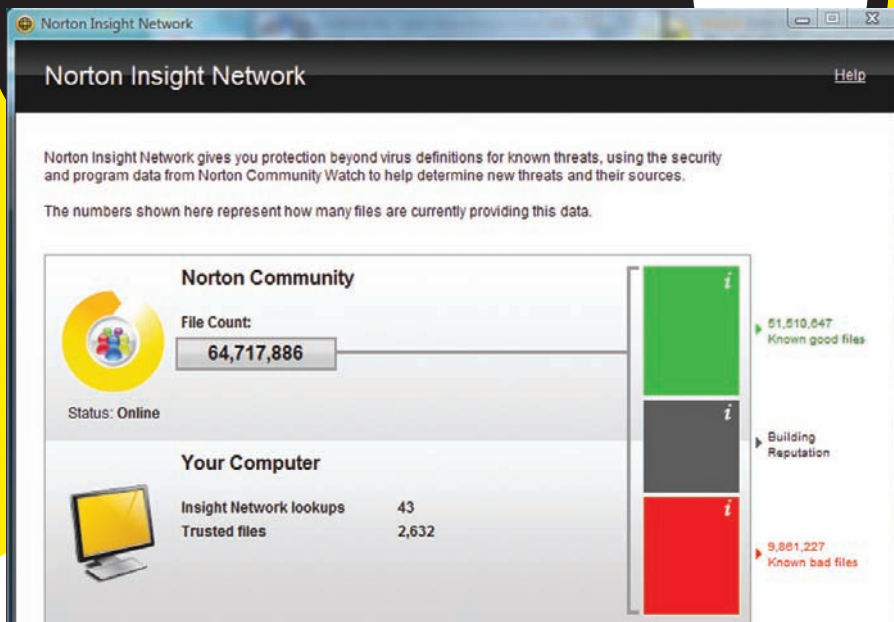 Norton Insight Network
Norton Insight Network
Help
Norton Insight Network gives you protection beyond virus definitions for known threats, using the security
and program data from Norton Community Watch to help determine new threats and their sources.
The numbers shown here represent how many files are currently providing this data.
Norton Community
File Count:
64,717,886
Status: Online
i
51,510,647
Known good files
i
Building
Reputation
Your Computer
Insight Network lookups 43
Trusted files 2,632
i
9,861,227
Known bad files